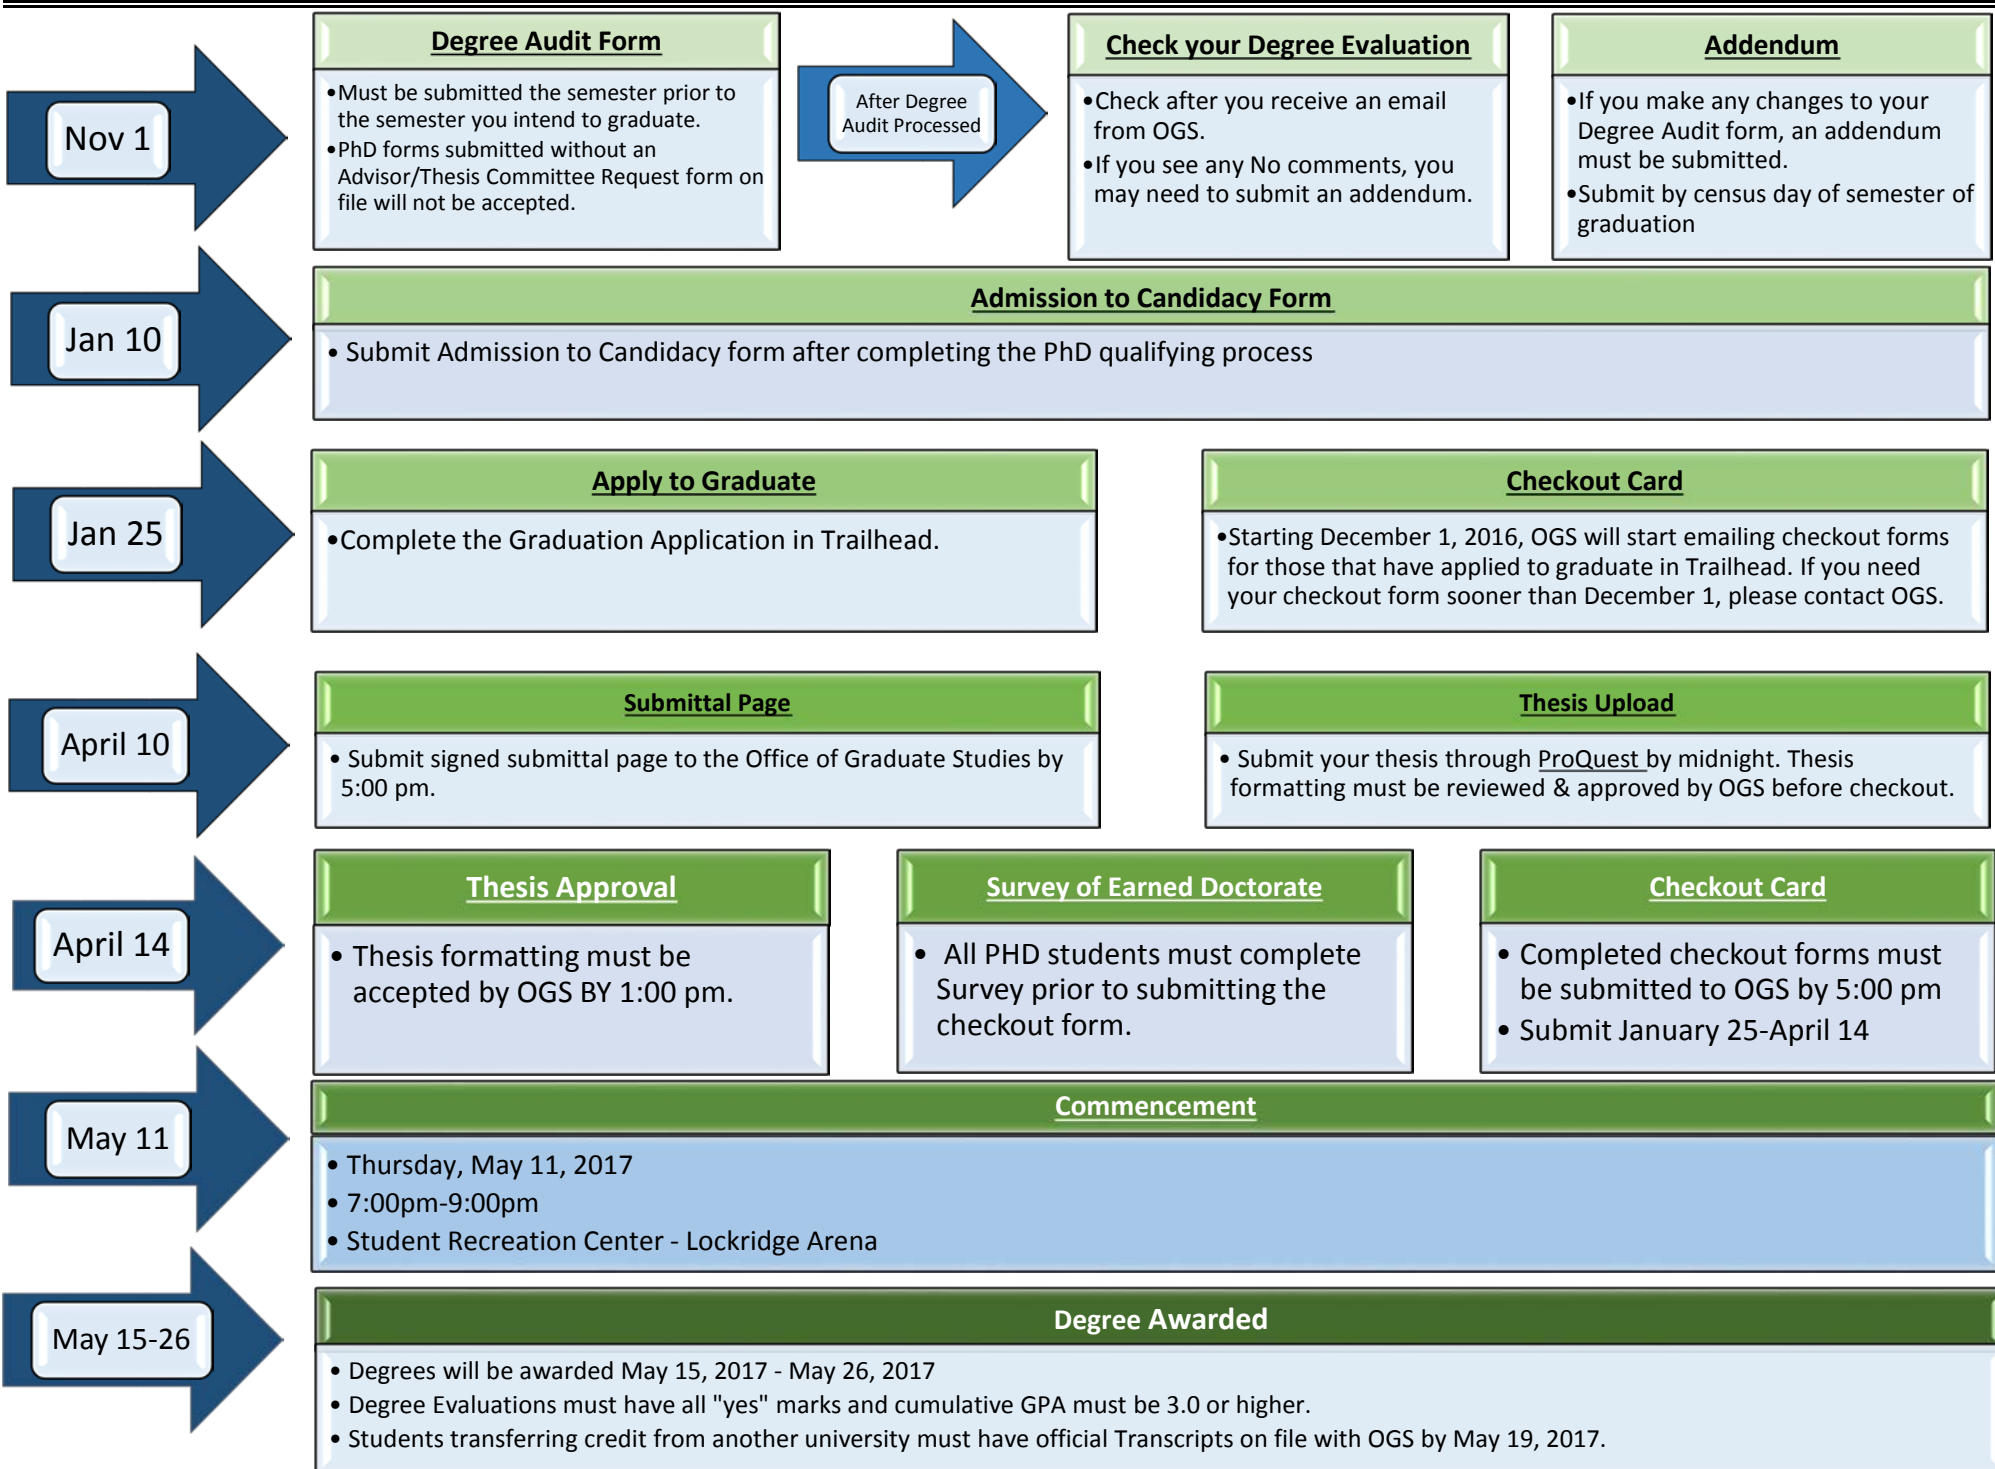 Nov 1
Degree Audit Form
•Must be submitted the semester prior to
the semester you intend to graduate.
•PhD forms submitted without an
Advisor/Thesis Committee Request form on
file will not be accepted.
After Degree
Audit Processed
Check your Degree Evaluation
•Check after you receive an email
from OGS.
•If you see any No comments, you
may need to submit an addendum.
Addendum
•If you make any changes to your
Degree Audit form, an addendum
must be submitted.
•Submit by census day of semester of
graduation
Jan 10
Admission to Candidacy Form
• Submit Admission to Candidacy form after completing the PhD qualifying process
Jan 25
Apply to Graduate
•Complete the Graduation Application in Trailhead.
Checkout Card
•Starting December 1, 2016, OGS will start emailing checkout forms
for those that have applied to graduate in Trailhead. If you need
your checkout form sooner than December 1, please contact OGS.
April 10
Submittal Page
• Submit signed submittal page to the Office of Graduate Studies by
5:00 pm.
Thesis Upload
• Submit your thesis through ProQuest by midnight. Thesis
formatting must be reviewed & approved by OGS before checkout.
April 14
Thesis Approval
• Thesis formatting must be
accepted by OGS BY 1:00 pm.
Survey of Earned Doctorate
• All PHD students must complete
Survey prior to submitting the
checkout form.
Checkout Card
• Completed checkout forms must
be submitted to OGS by 5:00 pm
• Submit January 25-April 14
May 11
Commencement
• Thursday, May 11, 2017
• 7:00pm-9:00pm
• Student Recreation Center - Lockridge Arena
May 15-26
Degree Awarded
• Degrees will be awarded May 15, 2017 - May 26, 2017
• Degree Evaluations must have all "yes" marks and cumulative GPA must be 3.0 or higher.
• Students transferring credit from another university must have official Transcripts on file with OGS by May 19, 2017.